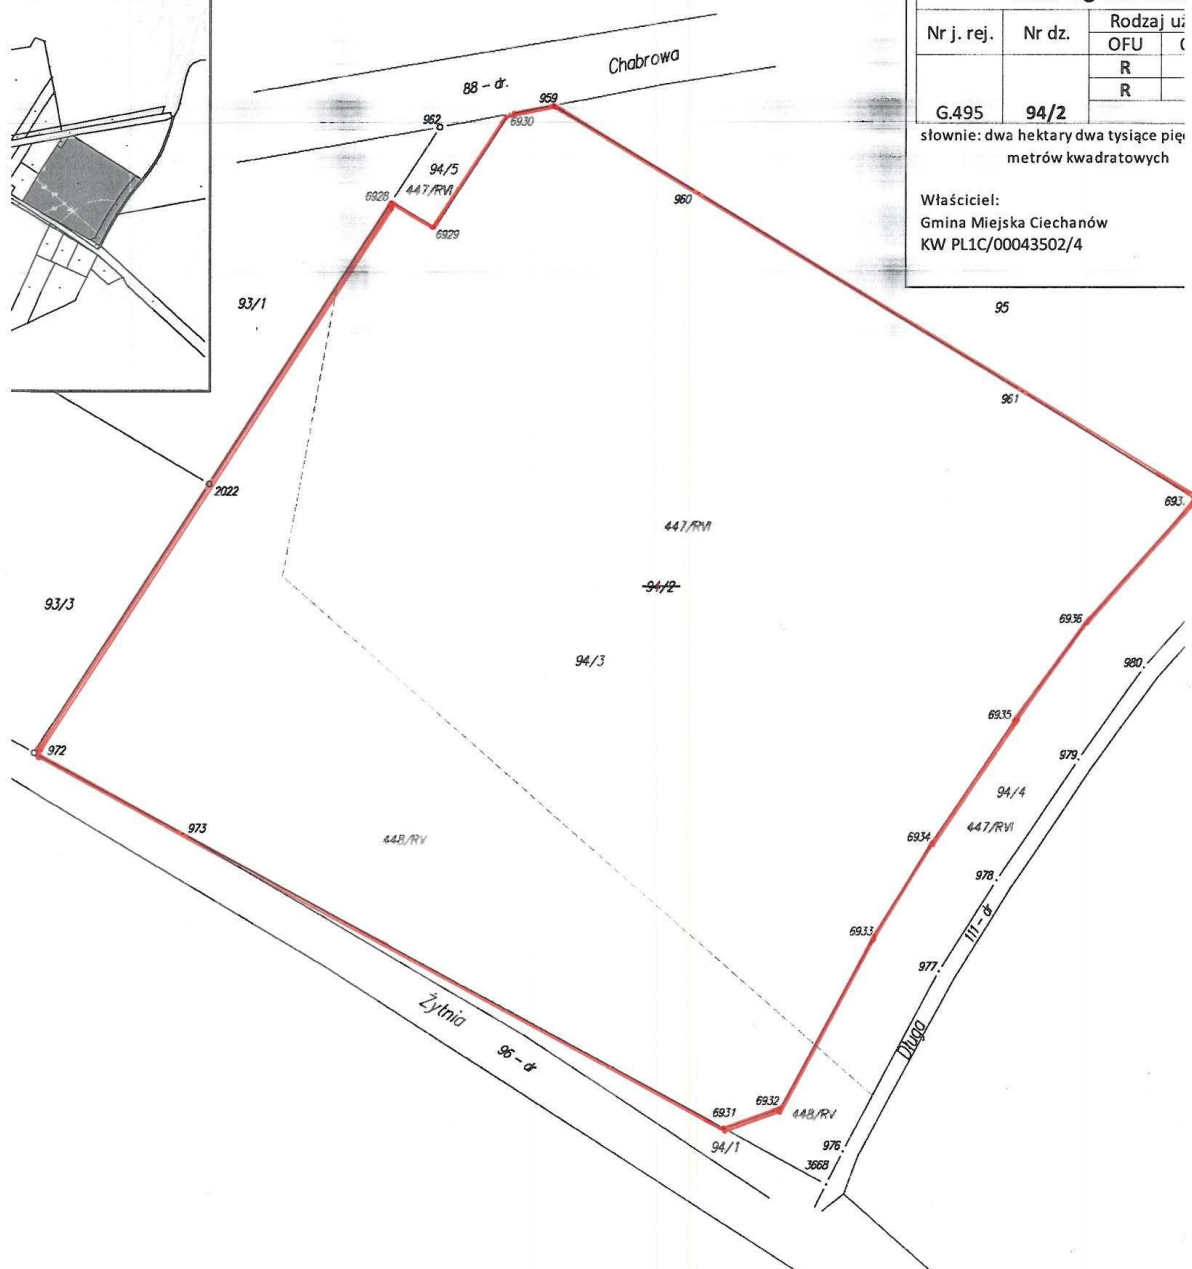 Rodzaj uż
Nr j. rej. Nr dz.
OFU
R
R
G.495 94/2
słownie: dwa hektary dwa tysiące pięć
metrów kwadratowych
Właściciel:
Gmina Miejska Ciechanów
KW PL1C/00043502/4
Chabrowa
88 - dr.
959
962
6930
94/5
447/RVI
6928
6929
960
93/1
95
961
2022
693
447/RVI
94/2
93/3
6936
94/3
980
6935
972
979
94/4
973
447/RVI
448/RV
6934
978
111 - dr
6933
977
Żytnia
Długa
96 - dr
6932
6931
448/RV
94/1
976
3668